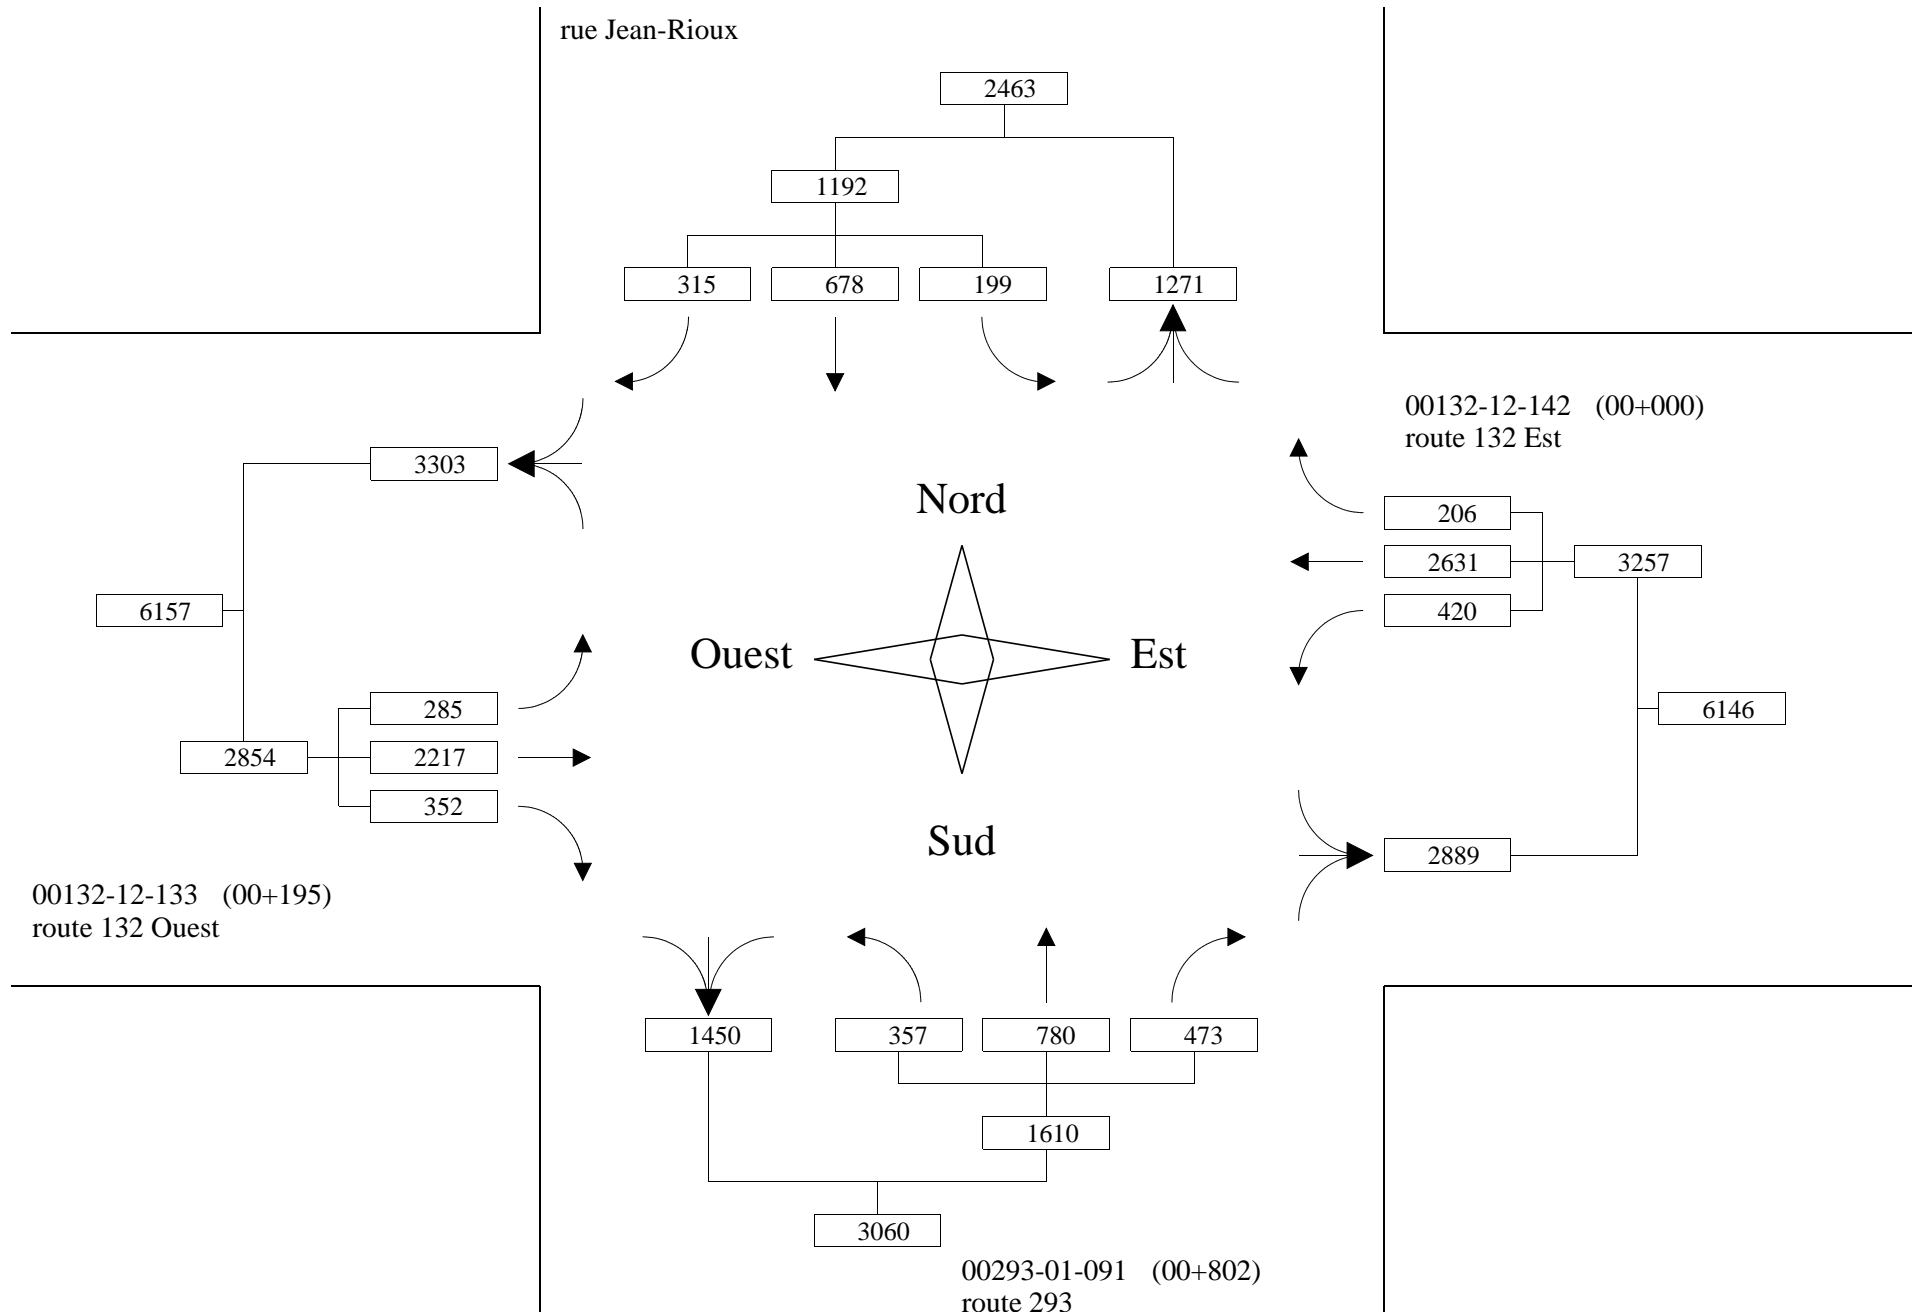 rue Jean-Rioux
2463
1192
315 678 199 1271
00132-12-142 (00+000)
route 132 Est
3303
Nord
206
2631 3257
6157
420
Ouest Est
285
6146
2854 2217
352
Sud
2889
00132-12-133 (00+195)
route 132 Ouest
1450 357 780 473
1610
3060
00293-01-091 (00+802)
route 293